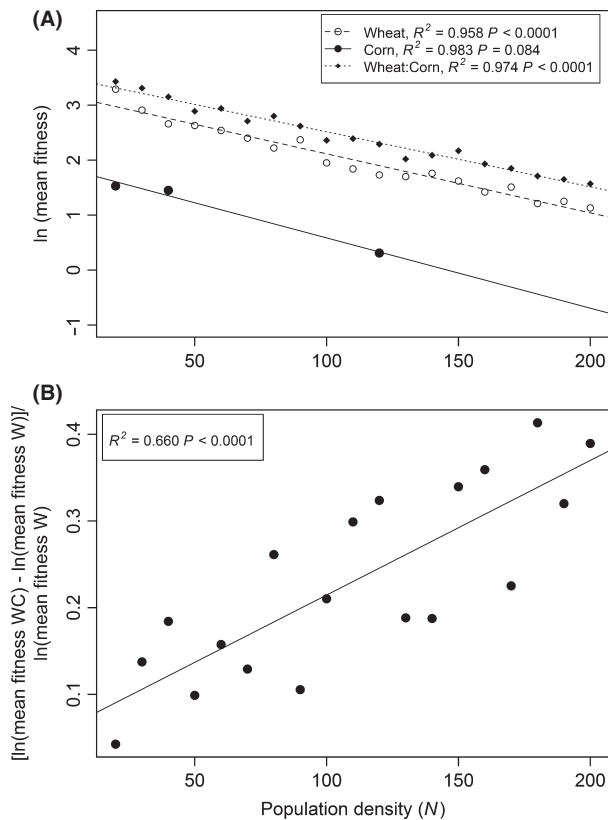 (A)
Wheat, R² = 0.958 P < 0.0001
Corn, R² = 0.983 P = 0.084
Wheat:Corn, R² = 0.974 P < 0.0001
ln (mean fitness)
4
3
2
1
0
−1
50 100 150 200
(B)
R² = 0.660 P < 0.0001
[ln(mean fitness WC) - ln(mean fitness W)]/
ln(mean fitness W)
0.4
0.3
0.2
0.1
50 100 150 200
Population density (N)